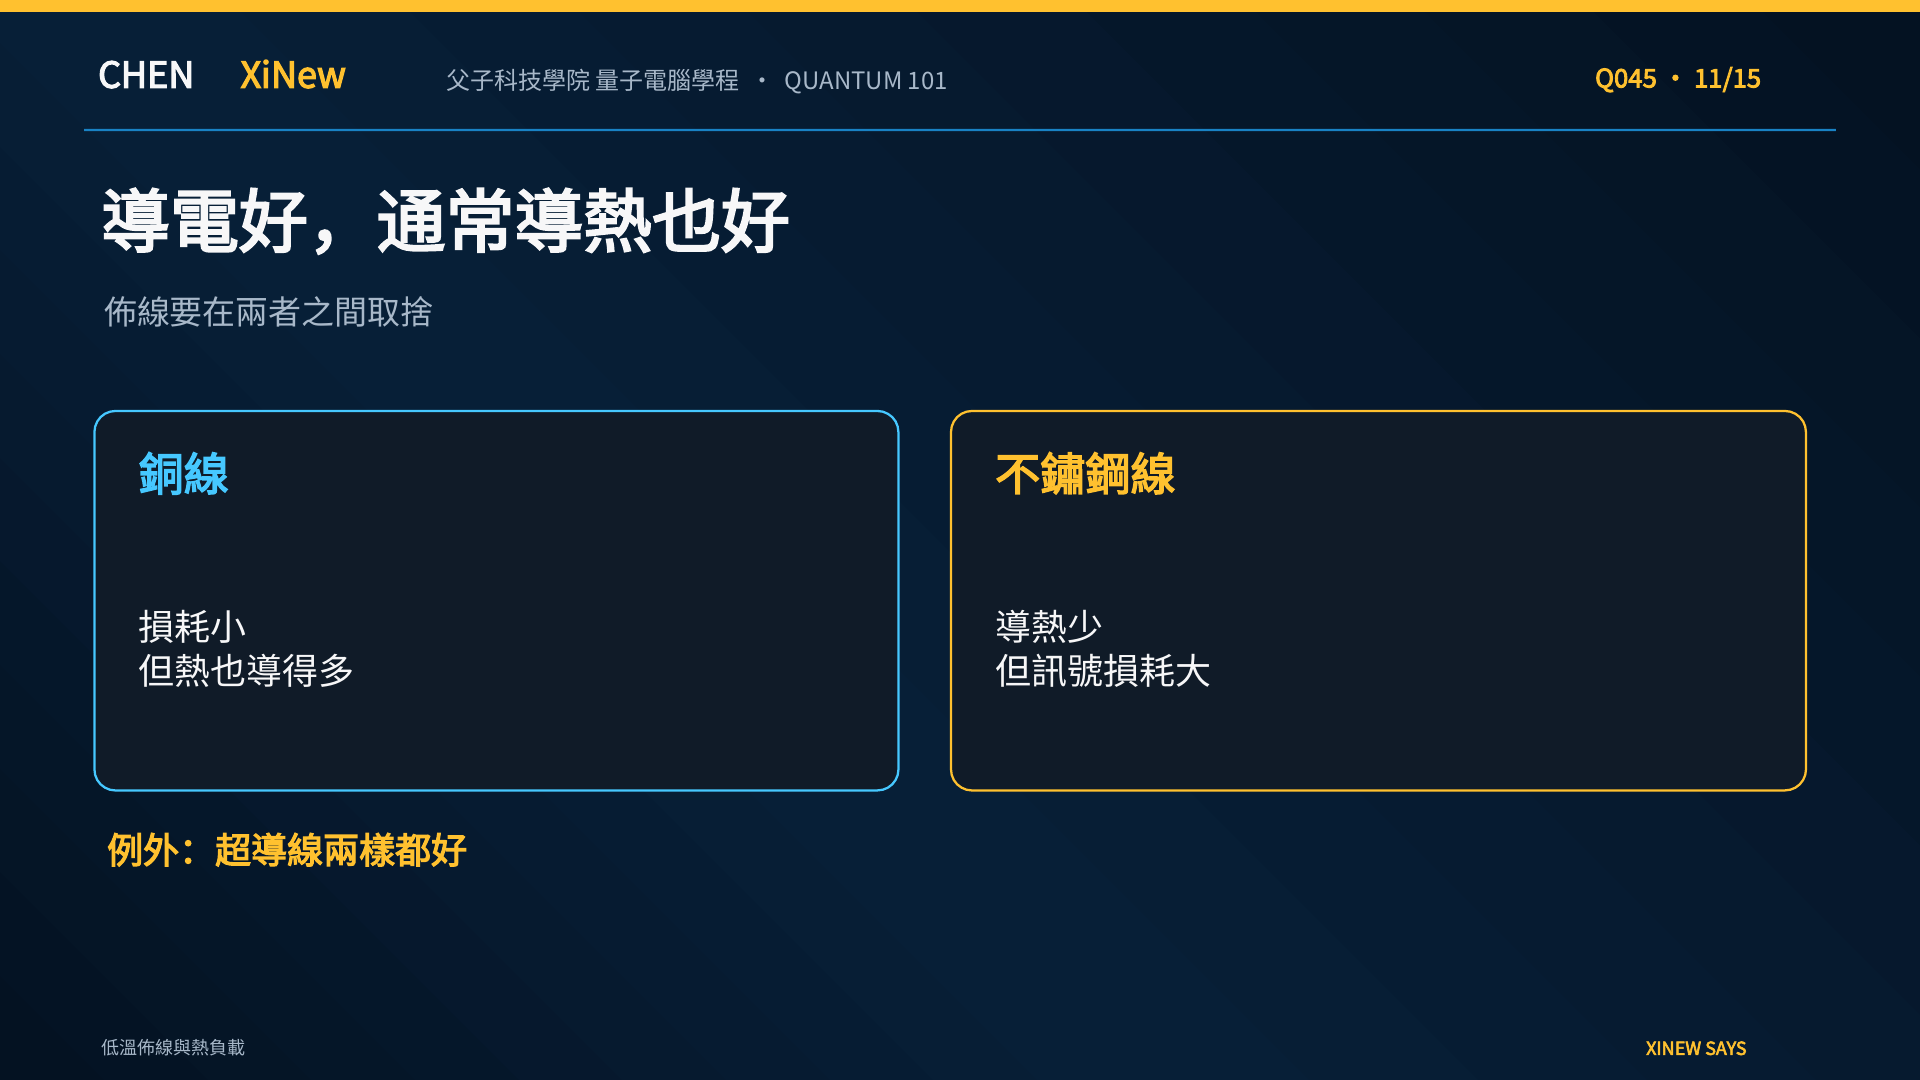 CHEN XiNew 父子科技學院 量子電腦學程 • QUANTUM 101 Q045 • 11/15
導電好，通常導熱也好
佈線要在兩者之間取捨
銅線
損耗小
但熱也導得多
不鏽鋼線
導熱少
但訊號損耗大
例外：超導線兩樣都好
低溫佈線與熱負載
XINEW SAYS